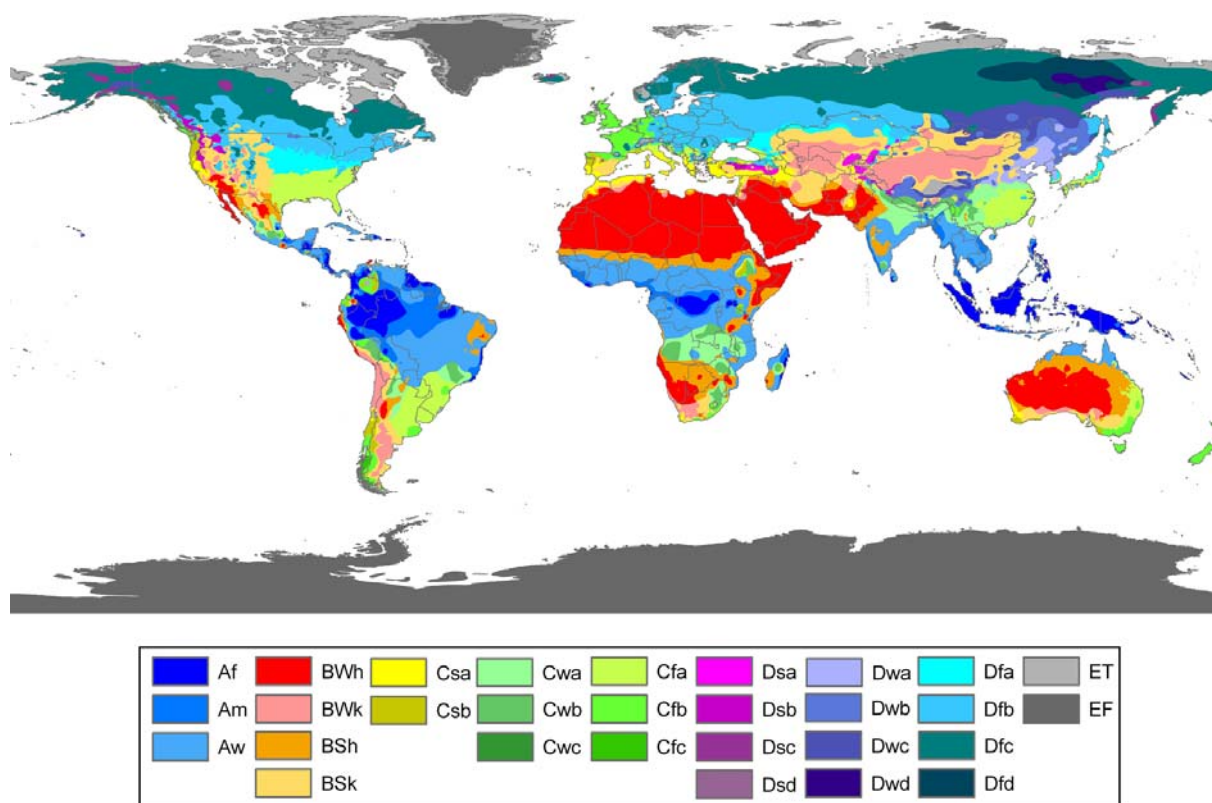 Af BWh Csa Cwa Cfa Dsa Dwa Dfa ET
Am BWk Csb Cwb Cfb Dsb Dwb Dfb EF
Aw BSh Cwc Cfc Dsc Dwc Dfc
BSk Dsd Dwd Dfd